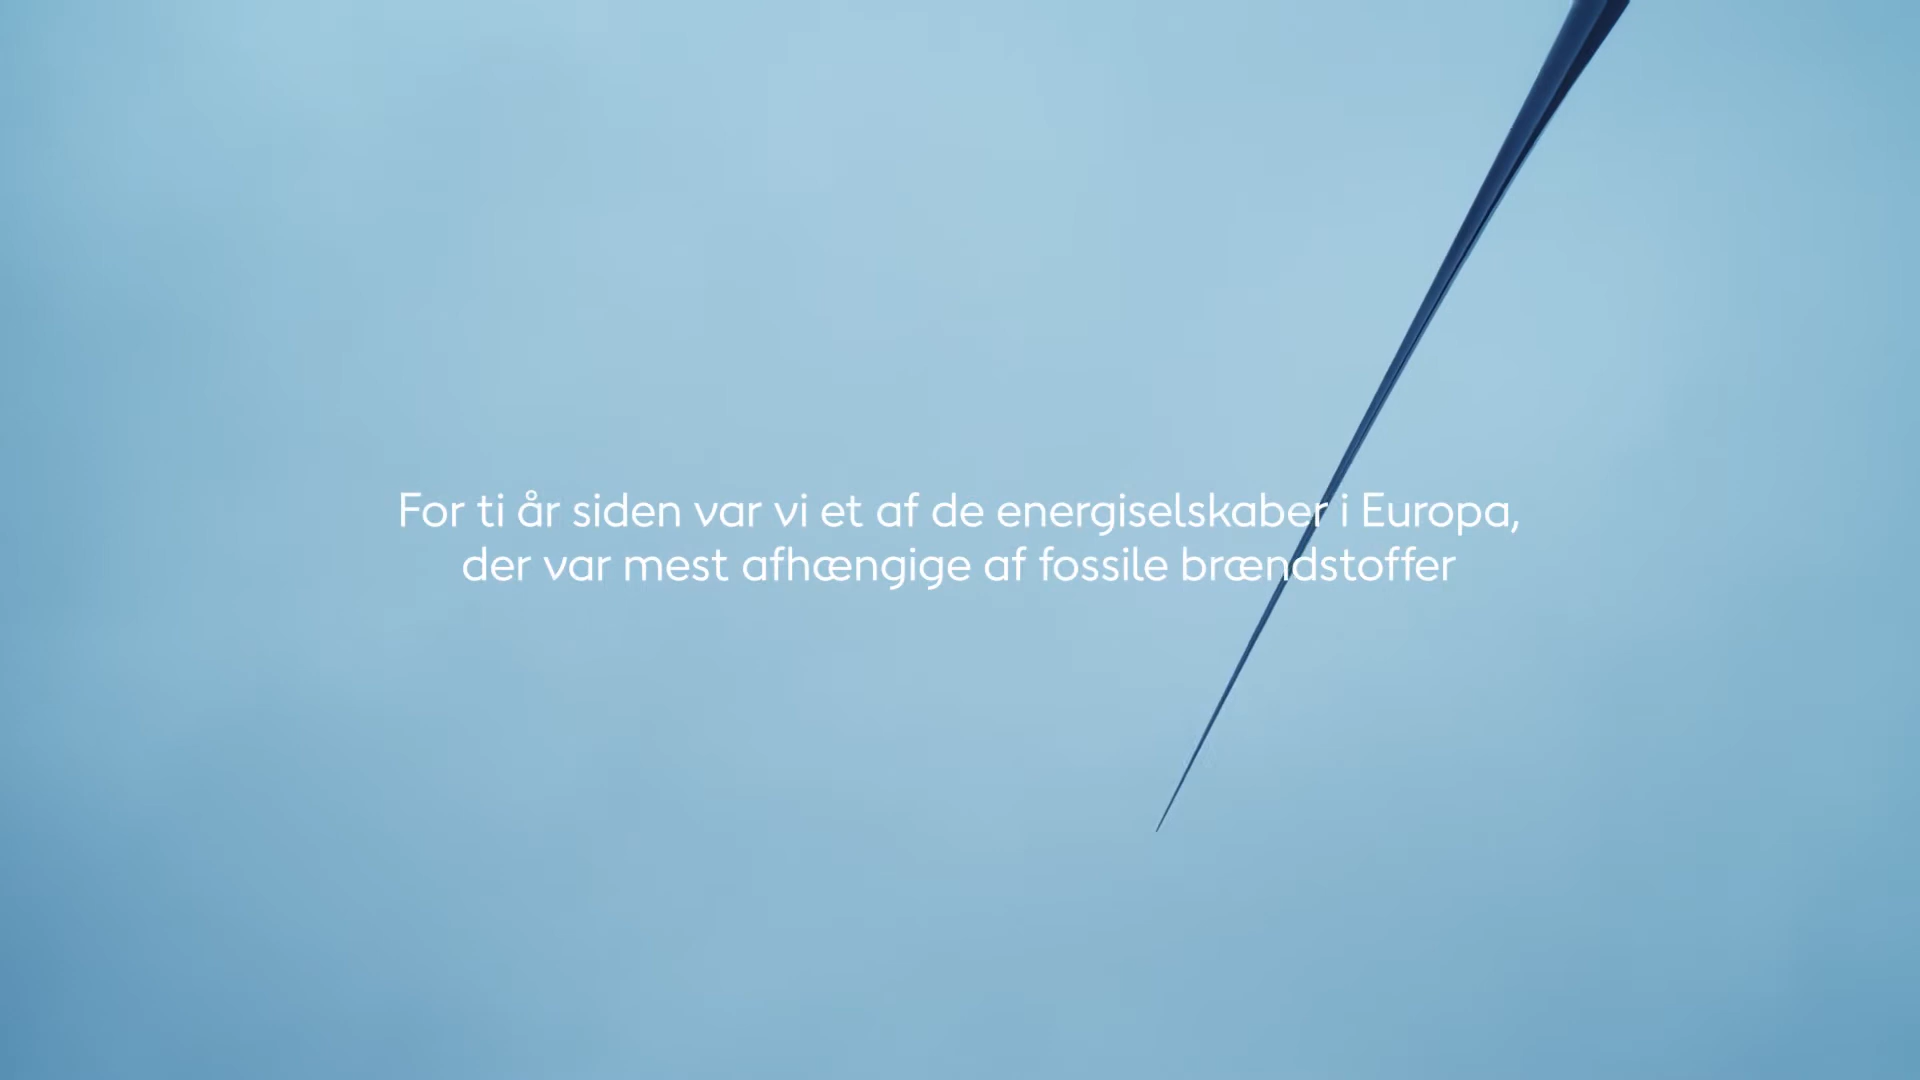 For ti år siden var vi et af de energiselskaber i Europa,
der var mest afhængige af fossile brændstoffer